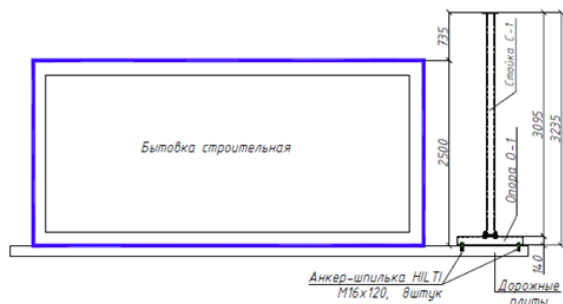 735
Стойка С-1
Бытовка строительная
2500
3095
3235
Опора О-1
140
Анкер-шпилька HILTI
М16х120, 8штук
Дорожные
плиты